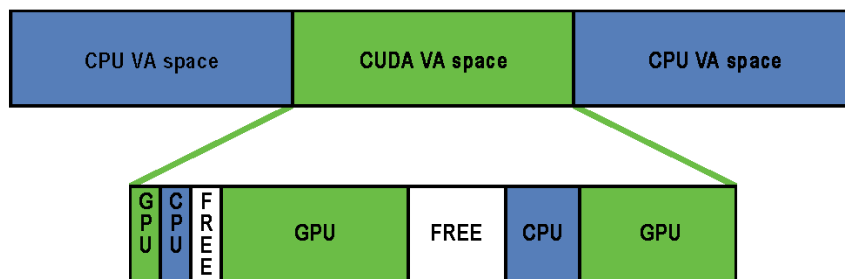 CPU VA space
CUDA VA space
CPU VA space
GPU
CPU
FREE
GPU
FREE
CPU
GPU